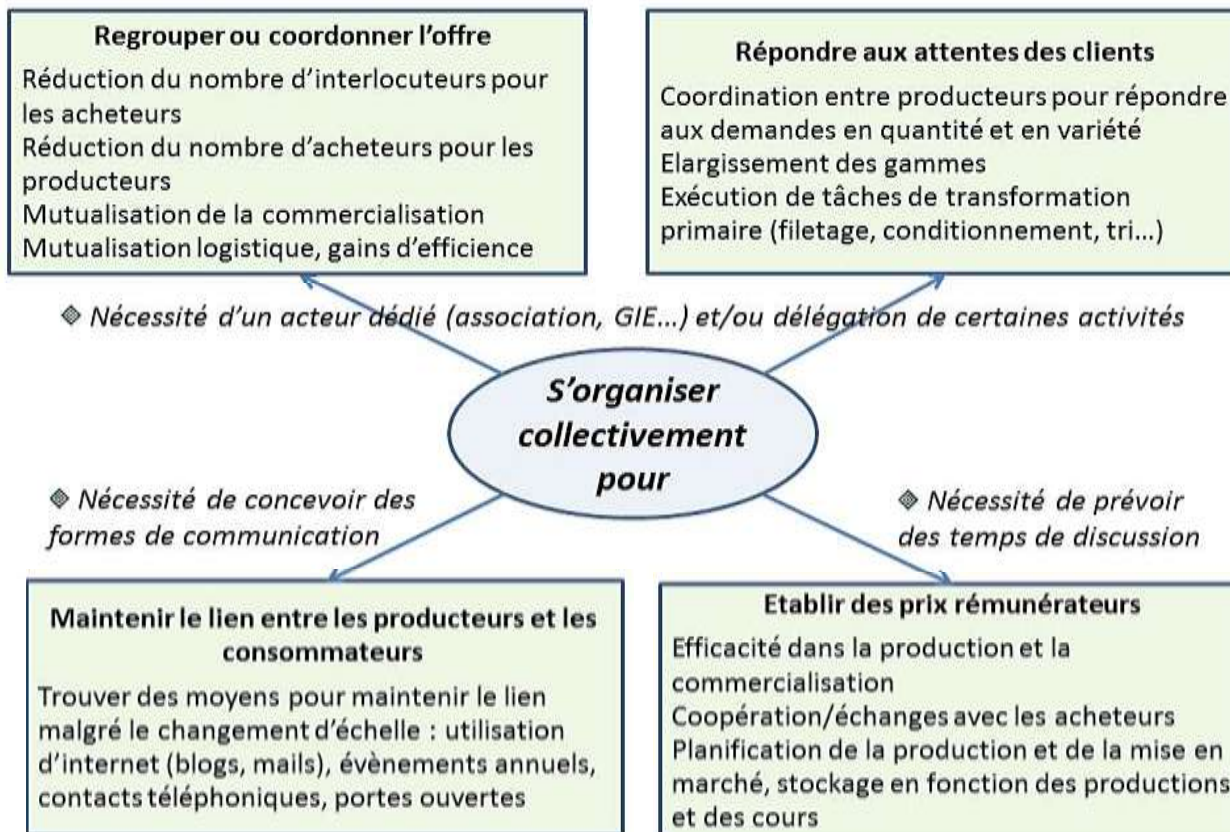 Regrouper ou coordonner l'offre
Réduction du nombre d'interlocuteurs pour
les acheteurs
Réduction du nombre d'acheteurs pour les
producteurs
Mutualisation de la commercialisation
Mutualisation logistique, gains d'efficience
Répondre aux attentes des clients
Coordination entre producteurs pour répondre
aux demandes en quantité et en variété
Elargissement des gammes
Exécution de tâches de transformation
primaire (filetage, conditionnement, tri...)
Nécessité d'un acteur dédié (association, GIE...) et/ou délégation de certaines activités
S'organiser
collectivement
pour
Nécessité de concevoir des
formes de communication
Nécessité de prévoir
des temps de discussion
Maintenir le lien entre les producteurs et les
consommateurs
Trouver des moyens pour maintenir le lien
malgré le changement d'échelle : utilisation
d'internet (blogs, mails), évènements annuels,
contacts téléphoniques, portes ouvertes
Etablir des prix rémunérateurs
Efficacité dans la production et la
commercialisation
Coopération/échanges avec les acheteurs
Planification de la production et de la mise en
marché, stockage en fonction des productions
et des cours